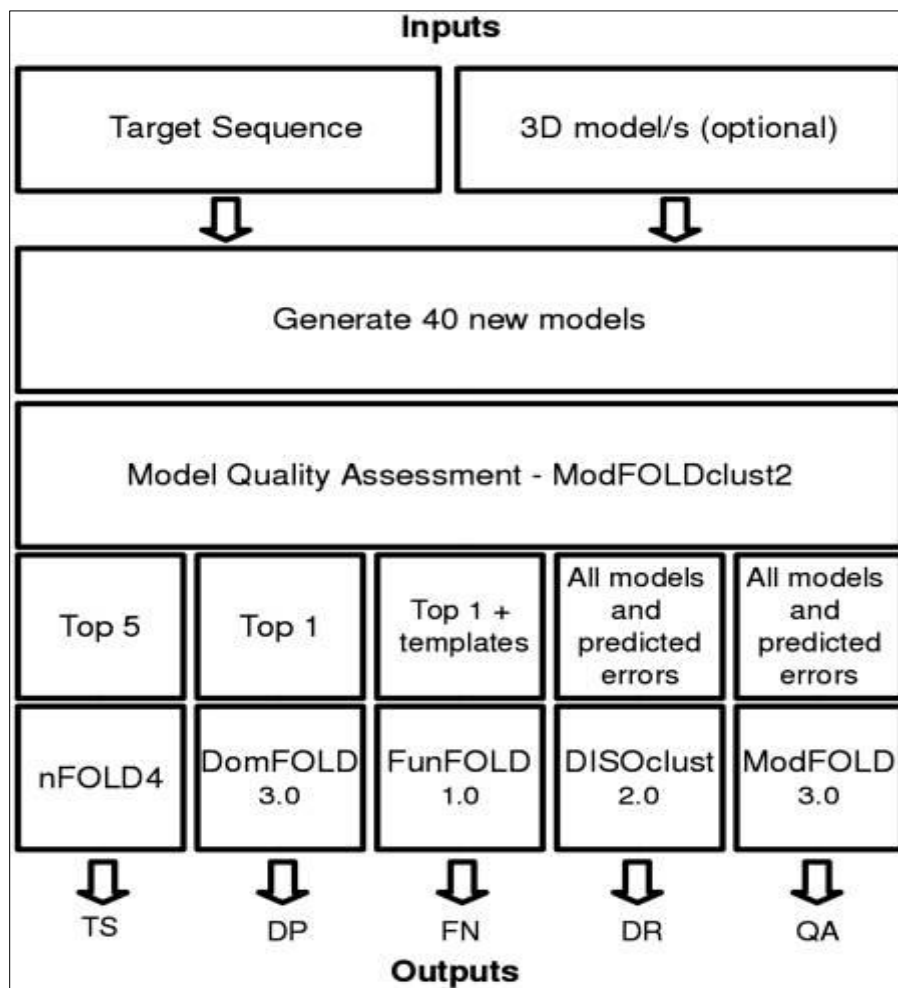 Inputs
Target Sequence
3D model/s (optional)
Generate 40 new models
Model Quality Assessment - ModFOLDclust2
Top 5
Top 1
Top 1 +
templates
All models
and
predicted
errors
All models
and
predicted
errors
nFOLD4
DomFOLD
3.0
FunFOLD
1.0
DISOclust
2.0
ModFOLD
3.0
TS
DP
FN
DR
QA
Outputs